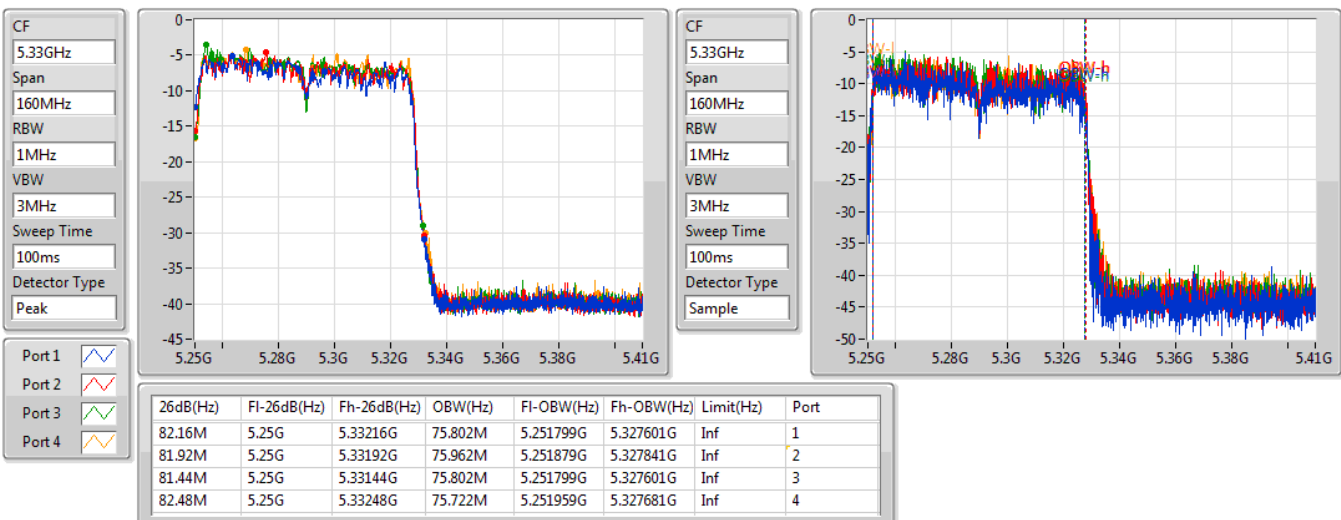 CF
5.33GHz
Span
160MHz
RBW
1MHz
VBW
3MHz
Sweep Time
100ms
Detector Type
Peak
0
-5
-10
-15
-20
-25
-30
-35
-40
-45
5.25G 5.28G 5.3G 5.32G 5.34G 5.36G 5.38G 5.41G
CF
5.33GHz
Span
160MHz
RBW
1MHz
VBW
3MHz
Sweep Time
100ms
Detector Type
Sample
0
-5
-10
-15
-20
-25
-30
-35
-40
-45
-50
OBW-h
5.25G 5.28G 5.3G 5.32G 5.34G 5.36G 5.38G 5.41G
Port 1
Port 2
Port 3
Port 4
26dB(Hz) Fl-26dB(Hz) Fh-26dB(Hz) OBW(Hz) Fl-OBW(Hz) Fh-OBW(Hz) Limit(Hz) Port
82.16M 5.25G 5.33216G 75.802M 5.251799G 5.327601G Inf 1
81.92M 5.25G 5.33192G 75.962M 5.251879G 5.327841G Inf 2
81.44M 5.25G 5.33144G 75.802M 5.251799G 5.327601G Inf 3
82.48M 5.25G 5.33248G 75.722M 5.251959G 5.327681G Inf 4